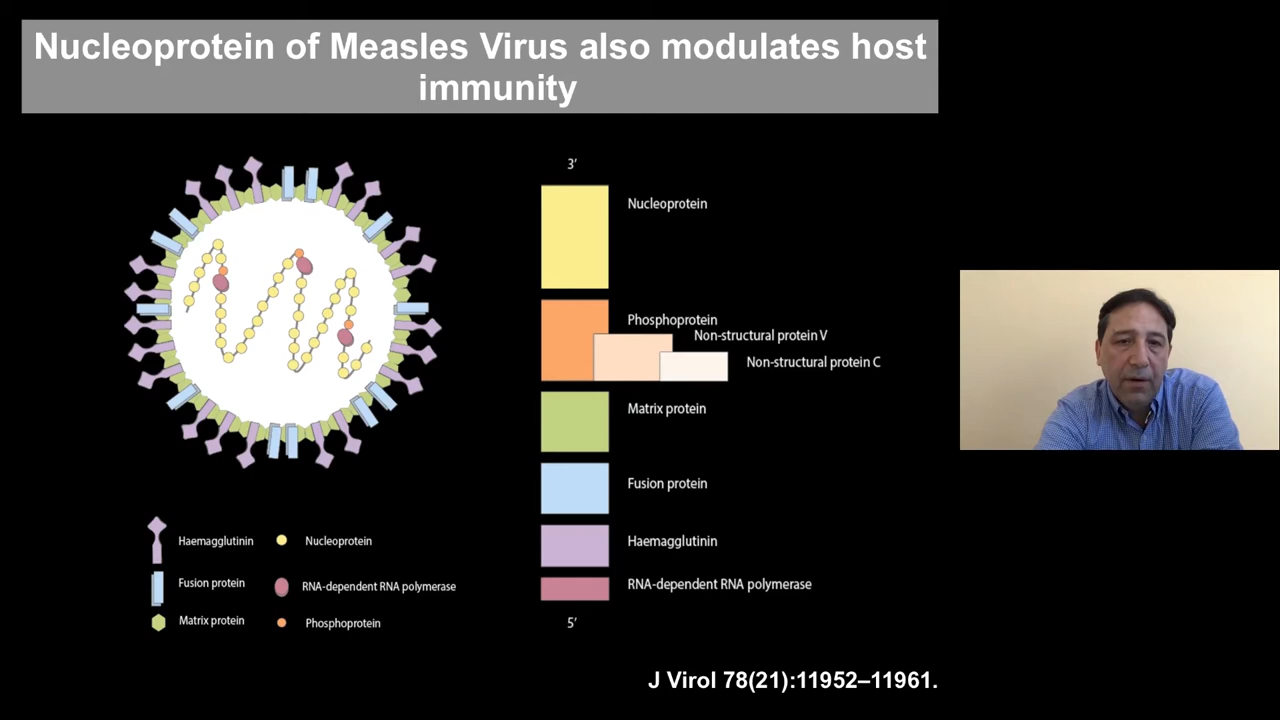 Nucleoprotein of Measles Virus also modulates host
immunity
3′
Nucleoprotein
Phosphoprotein
Non-structural protein V
Non-structural protein C
Matrix protein
Fusion protein
Haemagglutinin
RNA-dependent RNA polymerase
5′
Haemagglutinin
Nucleoprotein
Fusion protein
RNA-dependent RNA polymerase
Matrix protein
Phosphoprotein
J Virol 78(21):11952–11961.